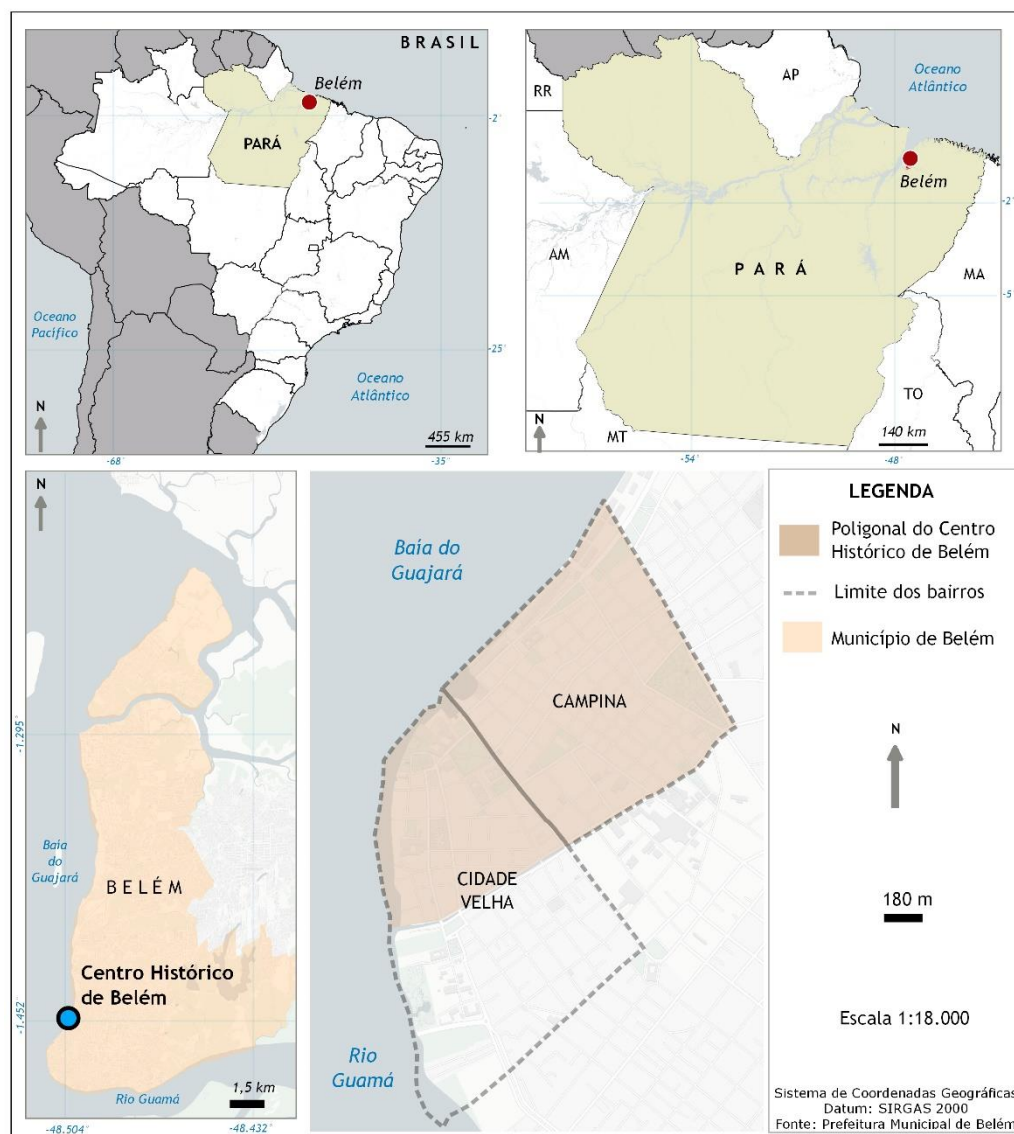 BRASIL
Belém
PARÁ
-2°
Oceano
Pacífico
-25°
Oceano
Atlântico
N
455 km
-68°
-35°
AP
Oceano
Atlântico
RR
Belém
-2°
AM
PARÁ
MA
-5°
TO
N
MT
140 km
-54°
-48°
N
-1.295°
Baía
do
Guajará
BELÉM
Centro Histórico
de Belém
-1.452°
1,5 km
Rio Guamá
-48.504°
-48.432°
Baía do
Guajará
CAMPINA
CIDADE
VELHA
Rio
Guamá
LEGENDA
Poligonal do Centro
Histórico de Belém
Limite dos bairros
Município de Belém
N
180 m
Escala 1:18.000
Sistema de Coordenadas Geográficas
Datum: SIRGAS 2000
Fonte: Prefeitura Municipal de Belém